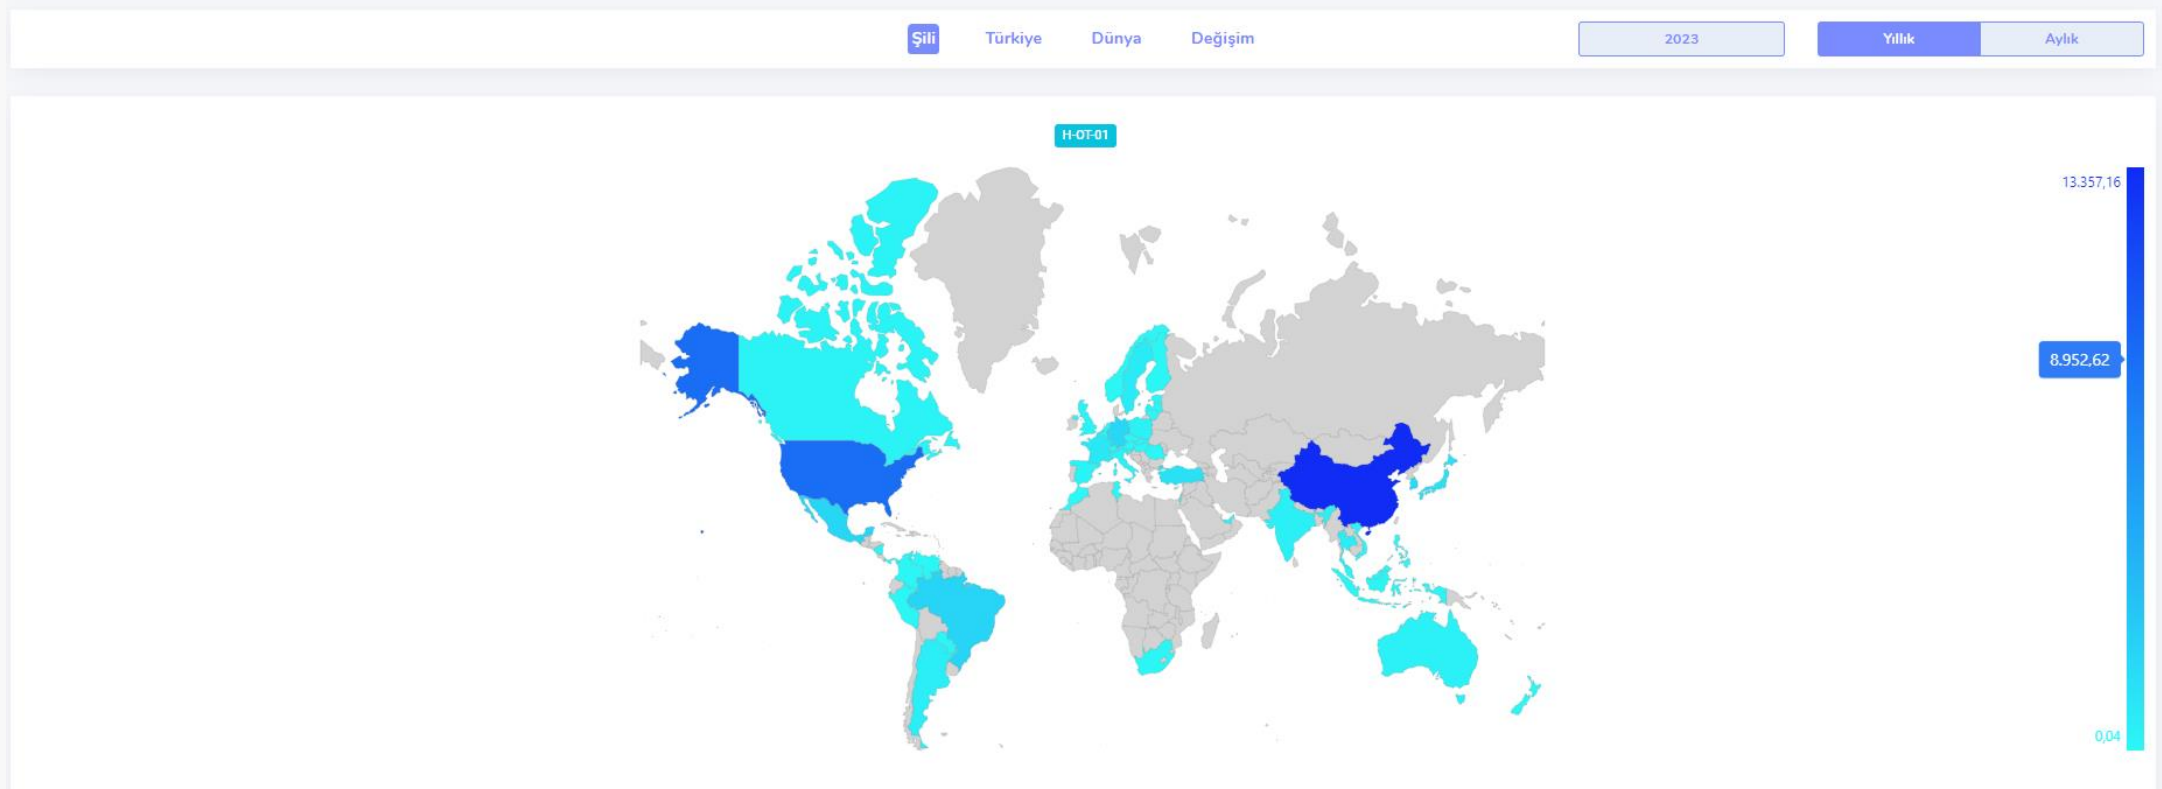 Şili Türkiye Dünya Değişim 2023 Yıllık Aylık
H-OT-01
13.357,16
8.952,62
0,04